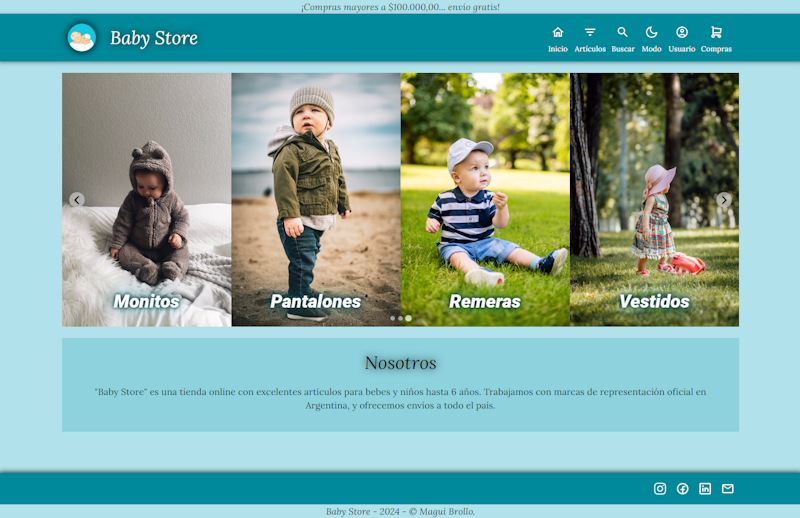 ¡Compras mayores a $100.000,00... envío gratis!
Baby Store
Inicio Artículos Buscar Modo Usuario Compras
Monitos Pantalones Remeras Vestidos
Nosotros
"Baby Store" es una tienda online con excelentes artículos para bebes y niños hasta 6 años. Trabajamos con marcas de representación oficial en
Argentina, y ofrecemos envíos a todo el país.
Baby Store - 2024 - © Magui Brollo.